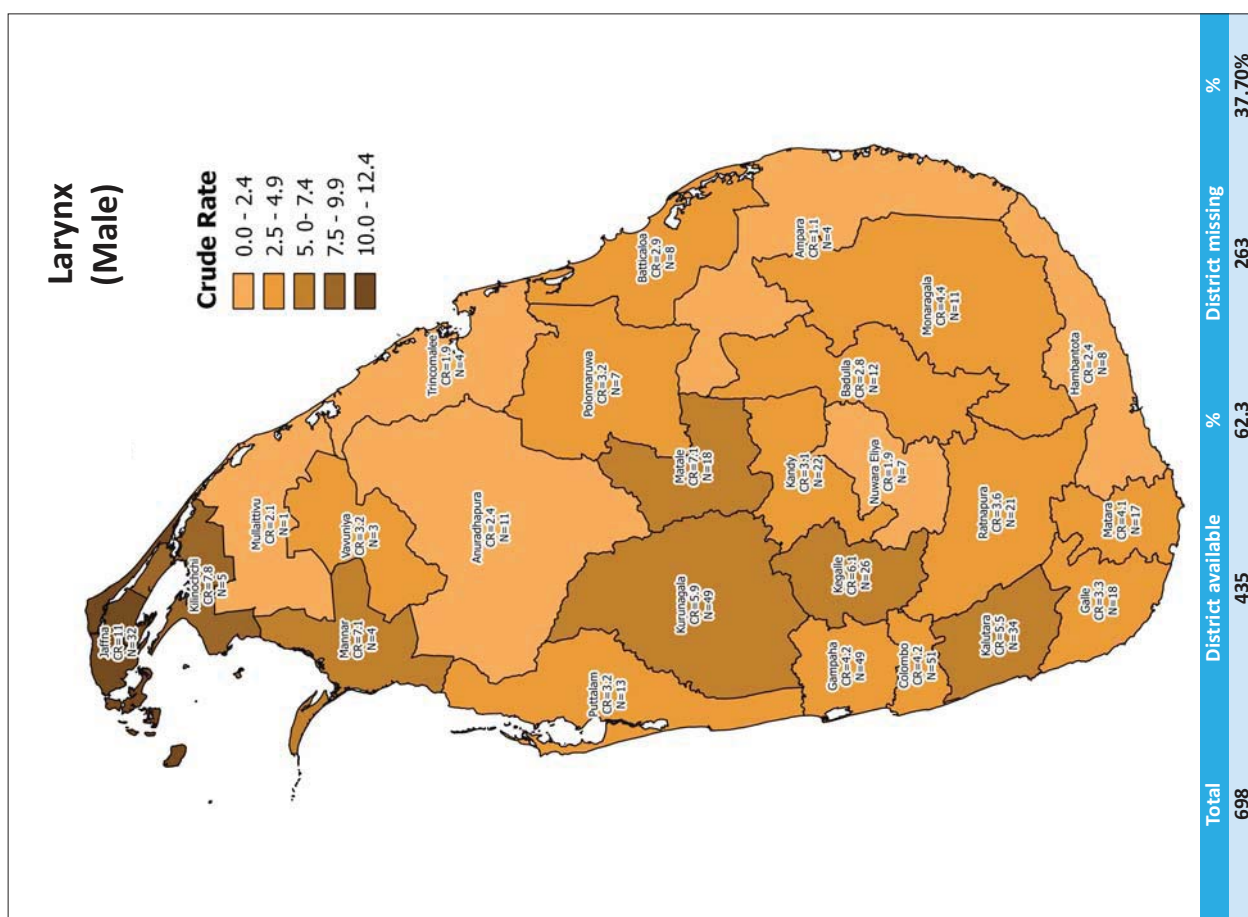 Larynx
(Male)
Crude Rate
0.0 - 2.4
2.5 - 4.9
5. 0- 7.4
7.5 - 9.9
10.0 - 12.4
Jaffna
CR=11
N=32
Kilinochchi
CR=7.8
N=5
Mullaittivu
CR=2.1
N=1
Mannar
CR=7.1
N=4
Vavuniya
CR=3.2
N=3
Trincomalee
CR=1.9
N=4
Anuradhapura
CR=2.4
N=11
Puttalam
CR=3.2
N=13
Polonnaruwa
CR=3.2
N=7
Batticaloa
CR=2.9
N=8
Kurunagala
CR=5.9
N=49
Matale
CR=7.1
N=18
Kandy
CR=3.1
N=22
Ampara
CR=1.1
N=4
Gampaha
CR=4.2
N=49
Kegalle
CR=6.1
N=26
Nuwara Eliya
CR=1.9
N=7
Badulla
CR=2.8
N=12
Monaragala
CR=4.4
N=11
Colombo
CR=4.2
N=51
Kalutara
CR=5.5
N=34
Ratnapura
CR=3.6
N=21
Hambantota
CR=2.4
N=8
Galle
CR=3.3
N=18
Matara
CR=4.1
N=17
Total District available % District missing %
698 435 62.3 263 37.70%